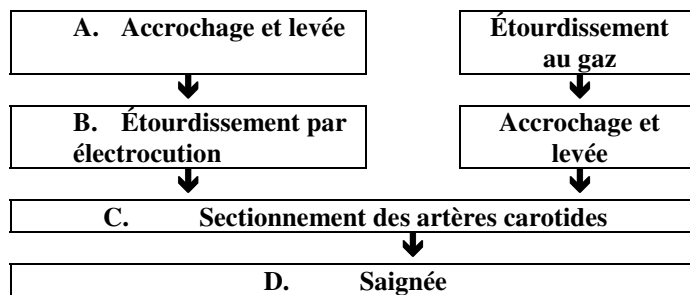 A. Accrochage et levée
Étourdissement
au gaz
B. Étourdissement par
électrocution
Accrochage et
levée
C. Sectionnement des artères carotides
D. Saignée